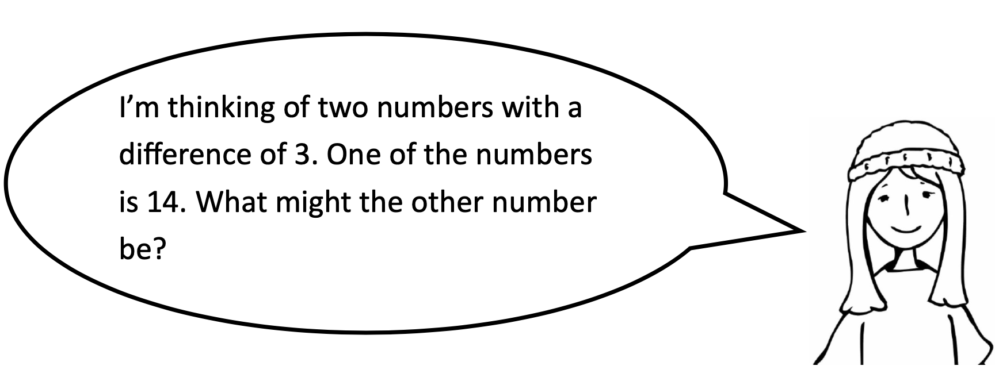 I’m thinking of two numbers with a
difference of 3. One of the numbers
is 14. What might the other number
be?